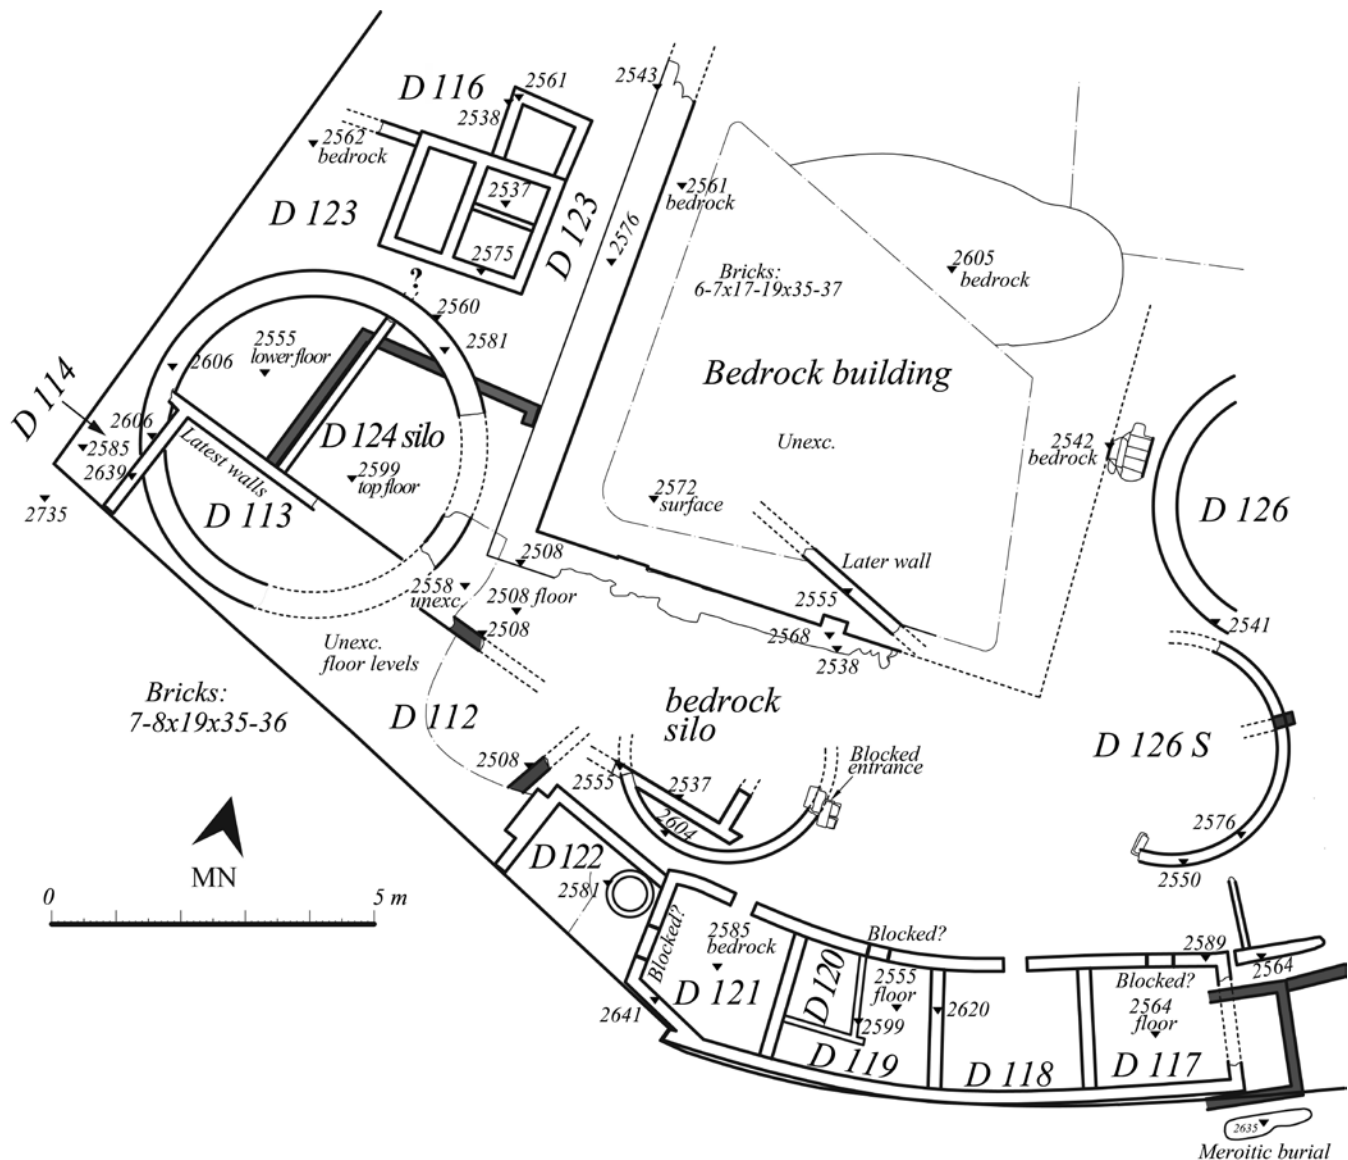 D 116
2561
2538
2543
2562
bedrock
2561
bedrock
D 123
2537
D 123
2576
2575
?
2605
bedrock
Bricks:
6-7x17-19x35-37
2560
2581
2555
lower floor
2606
Bedrock building
D 114
2606
2585
2639
Latest walls
D 124 silo
2599
top floor
Unexc.
2542
bedrock
2735
D 113
2572
surface
D 126
2508
Later wall
2558
unexc.
2508 floor
2555
2508
2568
2538
2541
Unexc.
floor levels
Bricks:
7-8x19x35-36
D 112
bedrock
silo
D 126 S
2508
2555
2537
Blocked
entrance
2604
2576
2550
MN
0
5 m
D 122
2581
Blocked?
2585
bedrock
D 121
2641
D 120
Blocked?
2555
floor
2599
D 119
2620
D 118
Blocked?
2564
floor
D 117
2589
2564
2635
Meroitic burial